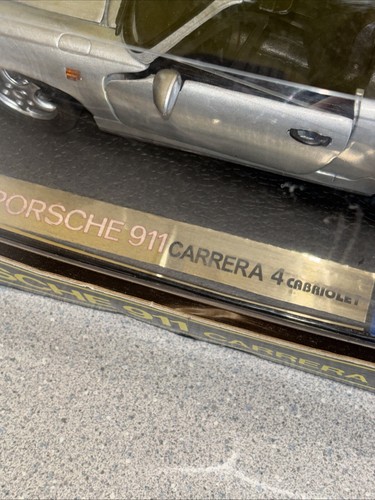 PORSCHE 911 CARRERA 4 CABRIOLET
SCHE 911 CARRERA